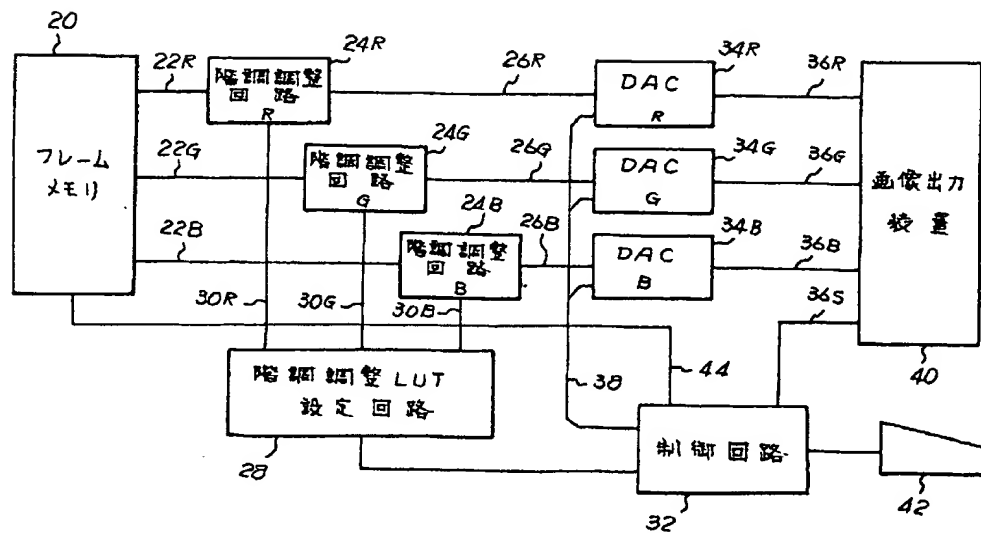 20
22R
24R
階調調整
回路
R
26R
34R
DAC
R
36R
フレーム
メモリ
22G
24G
階調調整
回路
G
26G
34G
DAC
G
36G
画像出力
装置
22B
24B
階調調整
回路
B
26B
34B
DAC
B
36B
30R
30G
30B
36S
階調調整LUT
設定回路
28
38
44
40
制御回路
32
42